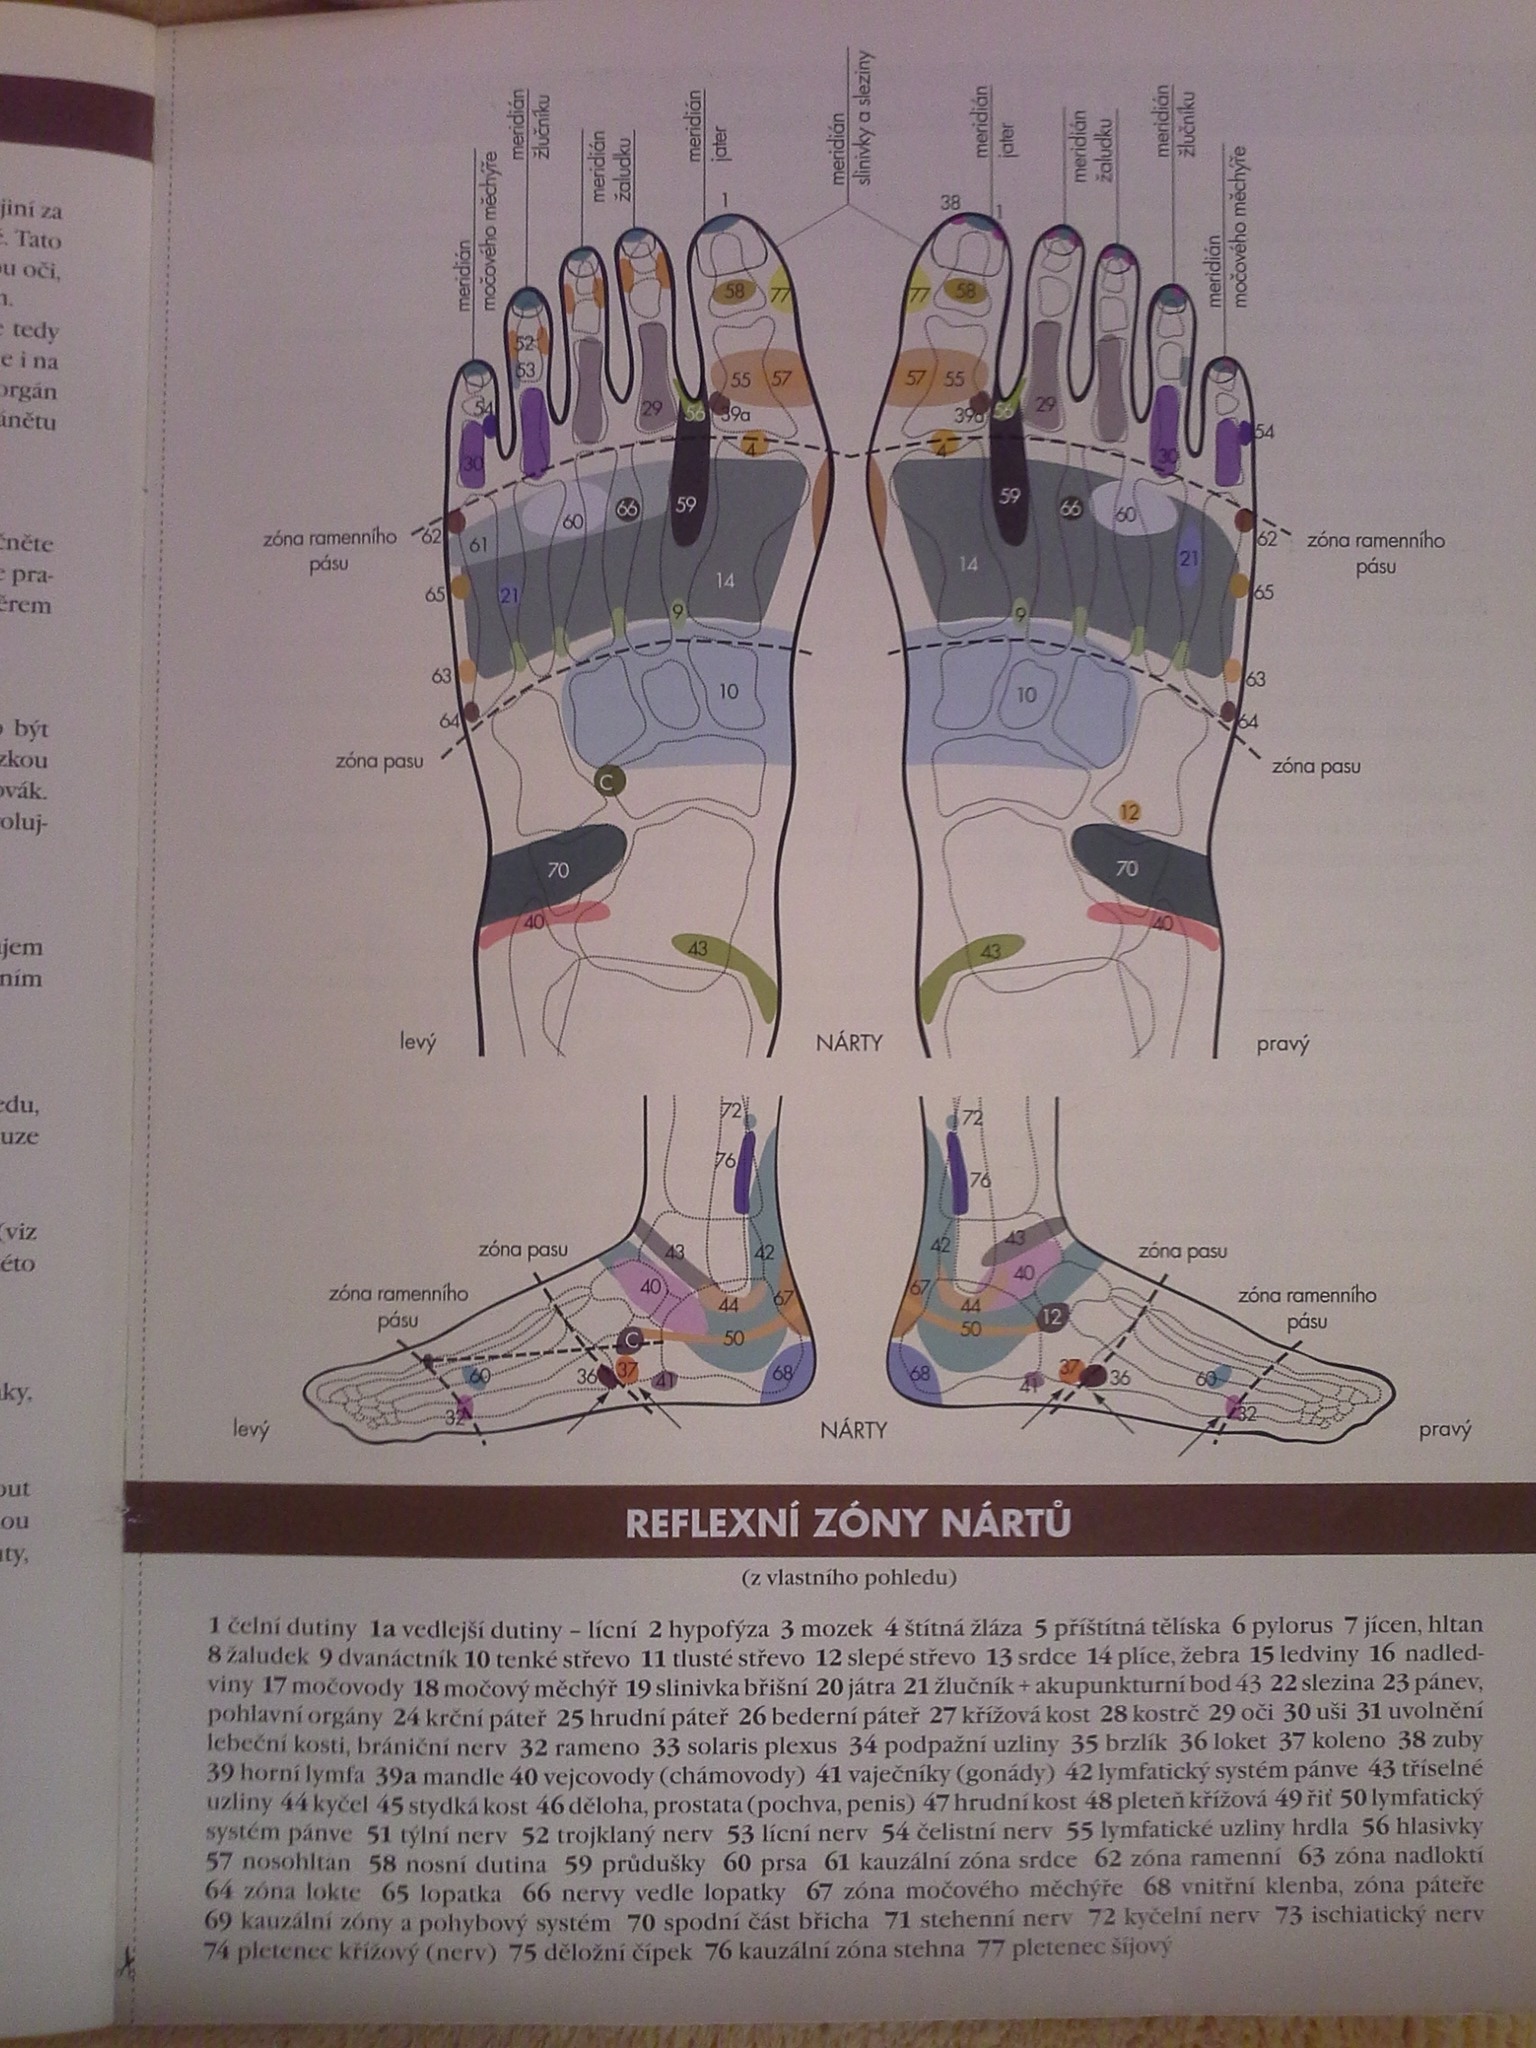 jiní za
. Tato
ou oči,
tedy
e i na
orgán
anětu
čněte
e pra-
ěrem
být
zkou
ovák.
oluj-
jem
ním
edu,
uze
(viz
éto
ky,
out
ou
ty,
meridián
močového měchýře
meridián
žlučníku
meridián
žaludku
meridián
jater
meridián
slinivky a sleziny
meridián
jater
meridián
žaludku
meridián
žlučníku
meridián
močového měchýře
1 38 1
58 77 77 58
52
53
55 57 57 55
54 29 56 39a 39a 56 29 54
30 4 4 30
59 59
60 66 66 60
zóna ramenního
pásu
62 61 62
zóna ramenního
pásu
21 14 14 21
65 9 9 65
63 63
10 10
64 64
zóna pasu
zóna pasu
C 12
70 70
40 40
43 43
levý NÁRTY pravý
72 72
76 76
zóna pasu 43 42 42 43 zóna pasu
zóna ramenního
pásu
40 67 67 40
zóna ramenního
pásu
44 44
C 50 50 12
60 36 37 41 68 68 41 37 36 60
32 32
levý NÁRTY pravý
REFLEXNÍ ZÓNY NÁRTŮ
(z vlastního pohledu)
1 čelní dutiny 1a vedlejší dutiny – lícní 2 hypofýza 3 mozek 4 štítná žláza 5 příštítná tělíska 6 pylorus 7 jícen, hltan
8 žaludek 9 dvanáctník 10 tenké střevo 11 tlusté střevo 12 slepé střevo 13 srdce 14 plíce, žebra 15 ledviny 16 nadled-
viny 17 močovody 18 močový měchýř 19 slinivka břišní 20 játra 21 žlučník + akupunkturní bod 43 22 slezina 23 pánev,
pohlavní orgány 24 krční páteř 25 hrudní páteř 26 bederní páteř 27 křížová kost 28 kostrč 29 oči 30 uši 31 uvolnění
lebeční kosti, brániční nerv 32 rameno 33 solaris plexus 34 podpažní uzliny 35 brzlík 36 loket 37 koleno 38 zuby
39 horní lymfa 39a mandle 40 vejcovody (chámovody) 41 vaječníky (gonády) 42 lymfatický systém pánve 43 tříselné
uzliny 44 kyčel 45 stydká kost 46 děloha, prostata (pochva, penis) 47 hrudní kost 48 pleteň křížová 49 řiť 50 lymfatický
systém pánve 51 týlní nerv 52 trojklaný nerv 53 lícní nerv 54 čelistní nerv 55 lymfatické uzliny hrdla 56 hlasivky
57 nosohltan 58 nosní dutina 59 průdušky 60 prsa 61 kauzální zóna srdce 62 zóna ramenní 63 zóna nadloktí
64 zóna lokte 65 lopatka 66 nervy vedle lopatky 67 zóna močového měchýře 68 vnitřní klenba, zóna páteře
69 kauzální zóny a pohybový systém 70 spodní část břicha 71 stehenní nerv 72 kyčelní nerv 73 ischiatický nerv
74 pletenec křížový (nerv) 75 děložní čípek 76 kauzální zóna stehna 77 pletenec šíjový